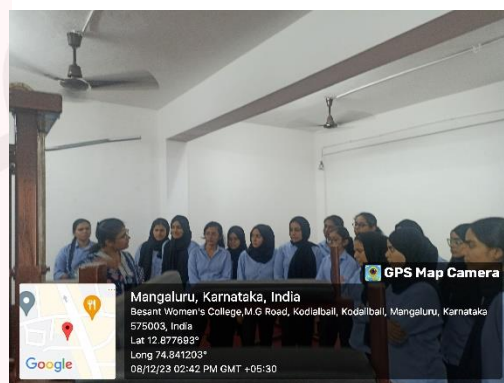 GPS Map Camera
Mangaluru, Karnataka, India
Besant Women's College,M.G Road, Kodialbail, Kodailbail, Mangaluru, Karnataka
575003, India
Lat 12.877693°
Long 74.841203°
08/12/23 02:42 PM GMT +05:30
Google